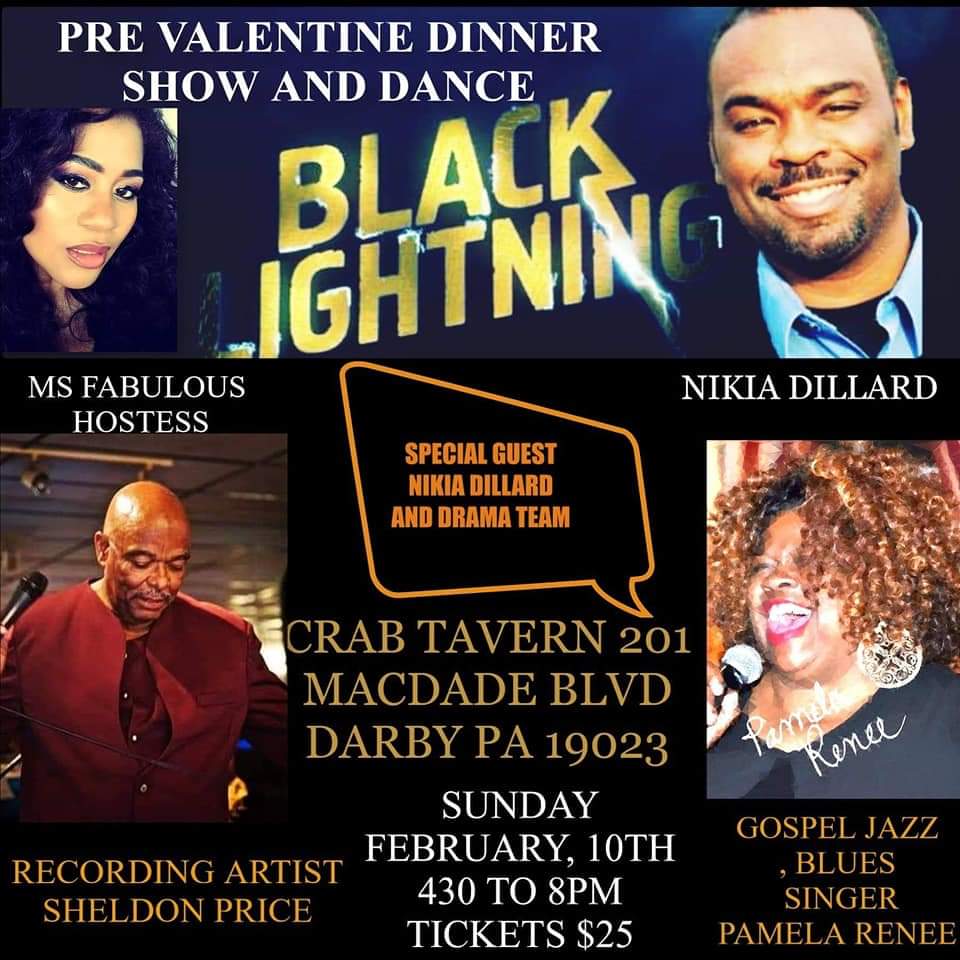 PRE VALENTINE DINNER
SHOW AND DANCE
BLACK
LIGHTNING
MS FABULOUS
HOSTESS
NIKIA DILLARD
SPECIAL GUEST
NIKIA DILLARD
AND DRAMA TEAM
CRAB TAVERN 201
MACDADE BLVD
DARBY PA 19023
Pamela
Renee
SUNDAY
FEBRUARY, 10TH
430 TO 8PM
TICKETS $25
RECORDING ARTIST
SHELDON PRICE
GOSPEL JAZZ
, BLUES
SINGER
PAMELA RENEE